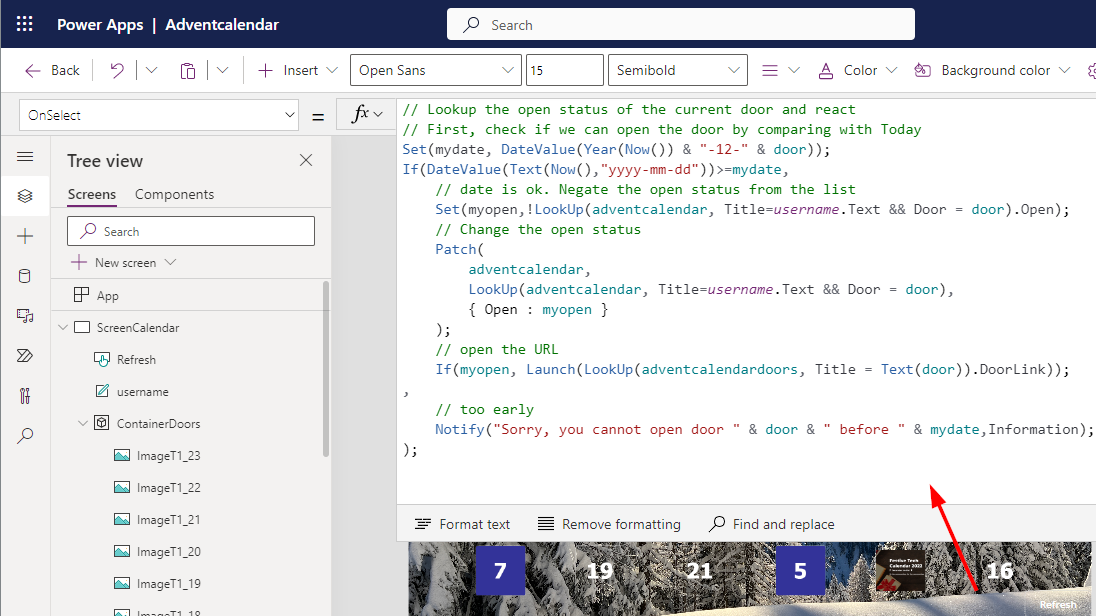 Power Apps | Adventcalendar
Search
Back
Insert
Open Sans
15
Semibold
Color
Background color
OnSelect
=
fx
Tree view
Screens
Components
Search
New screen
App
ScreenCalendar
Refresh
username
ContainerDoors
ImageT1_23
ImageT1_22
ImageT1_21
ImageT1_20
ImageT1_19
ImageT1_18
// Lookup the open status of the current door and react
// First, check if we can open the door by comparing with Today
Set(mydate, DateValue(Year(Now()) & "-12-" & door));
If(DateValue(Text(Now(),"yyyy-mm-dd"))>=mydate,
// date is ok. Negate the open status from the list
Set(myopen,!LookUp(adventcalendar, Title=username.Text && Door = door).Open);
// Change the open status
Patch(
adventcalendar,
LookUp(adventcalendar, Title=username.Text && Door = door),
{ Open : myopen }
);
// open the URL
If(myopen, Launch(LookUp(adventcalendardoors, Title = Text(door)).DoorLink));
,
// too early
Notify("Sorry, you cannot open door " & door & " before " & mydate,Information);
);
Format text
Remove formatting
Find and replace
7
19
21
5
Festive Tech
Calendar 2022
16
Refresh